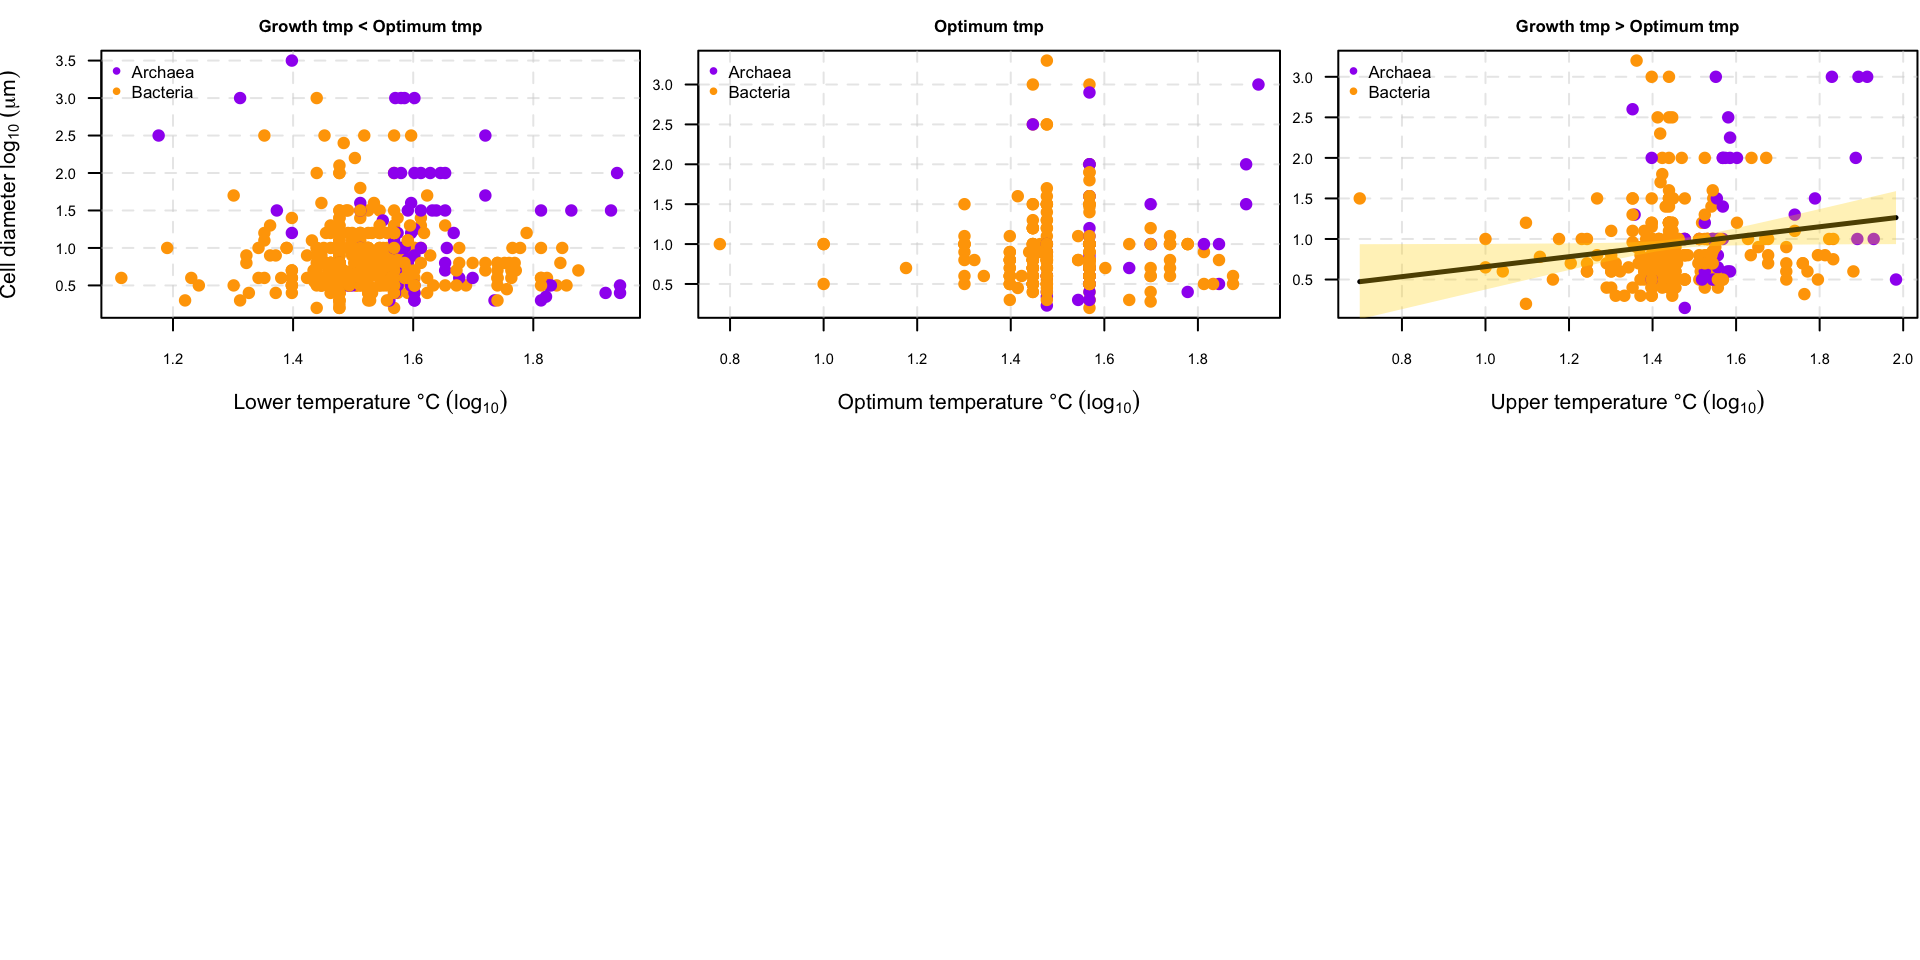 Growth tmp < Optimum tmp
Optimum tmp
Growth tmp > Optimum tmp
Cell diameter log₁₀ (μm)
3.5
3.0
2.5
2.0
1.5
1.0
0.5
Archaea
Bacteria
1.2 1.4 1.6 1.8
Lower temperature °C (log₁₀)
3.0
2.5
2.0
1.5
1.0
0.5
Archaea
Bacteria
0.8 1.0 1.2 1.4 1.6 1.8
Optimum temperature °C (log₁₀)
3.0
2.5
2.0
1.5
1.0
0.5
Archaea
Bacteria
0.8 1.0 1.2 1.4 1.6 1.8 2.0
Upper temperature °C (log₁₀)